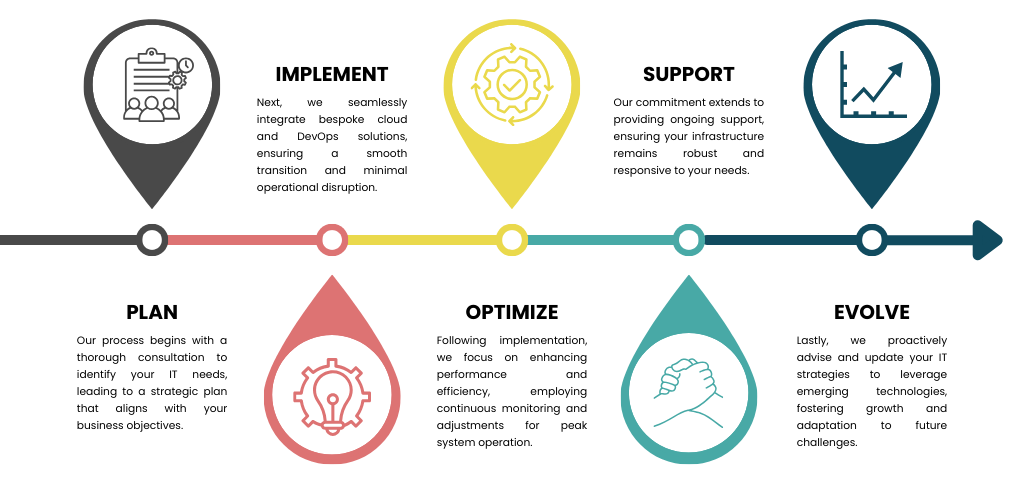 PLAN
Our process begins with a
thorough consultation to
identify your IT needs,
leading to a strategic plan
that aligns with your
business objectives.
IMPLEMENT
Next, we seamlessly
integrate bespoke cloud
and DevOps solutions,
ensuring a smooth
transition and minimal
operational disruption.
OPTIMIZE
Following implementation,
we focus on enhancing
performance and
efficiency, employing
continuous monitoring and
adjustments for peak
system operation.
SUPPORT
Our commitment extends to
providing ongoing support,
ensuring your infrastructure
remains robust and
responsive to your needs.
EVOLVE
Lastly, we proactively
advise and update your IT
strategies to leverage
emerging technologies,
fostering growth and
adaptation to future
challenges.